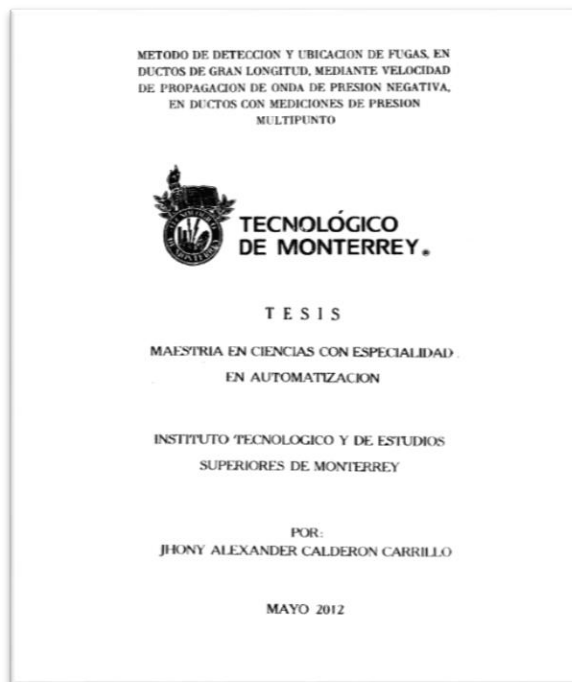 METODO DE DETECCION Y UBICACION DE FUGAS, EN
DUCTOS DE GRAN LONGITUD, MEDIANTE VELOCIDAD
DE PROPAGACION DE ONDA DE PRESION NEGATIVA,
EN DUCTOS CON MEDICIONES DE PRESION
MULTIPUNTO
TECNOLÓGICO
DE MONTERREY®
TESIS
MAESTRIA EN CIENCIAS CON ESPECIALIDAD
EN AUTOMATIZACION
INSTITUTO TECNOLOGICO Y DE ESTUDIOS
SUPERIORES DE MONTERREY
POR:
JHONY ALEXANDER CALDERON CARRILLO
MAYO 2012